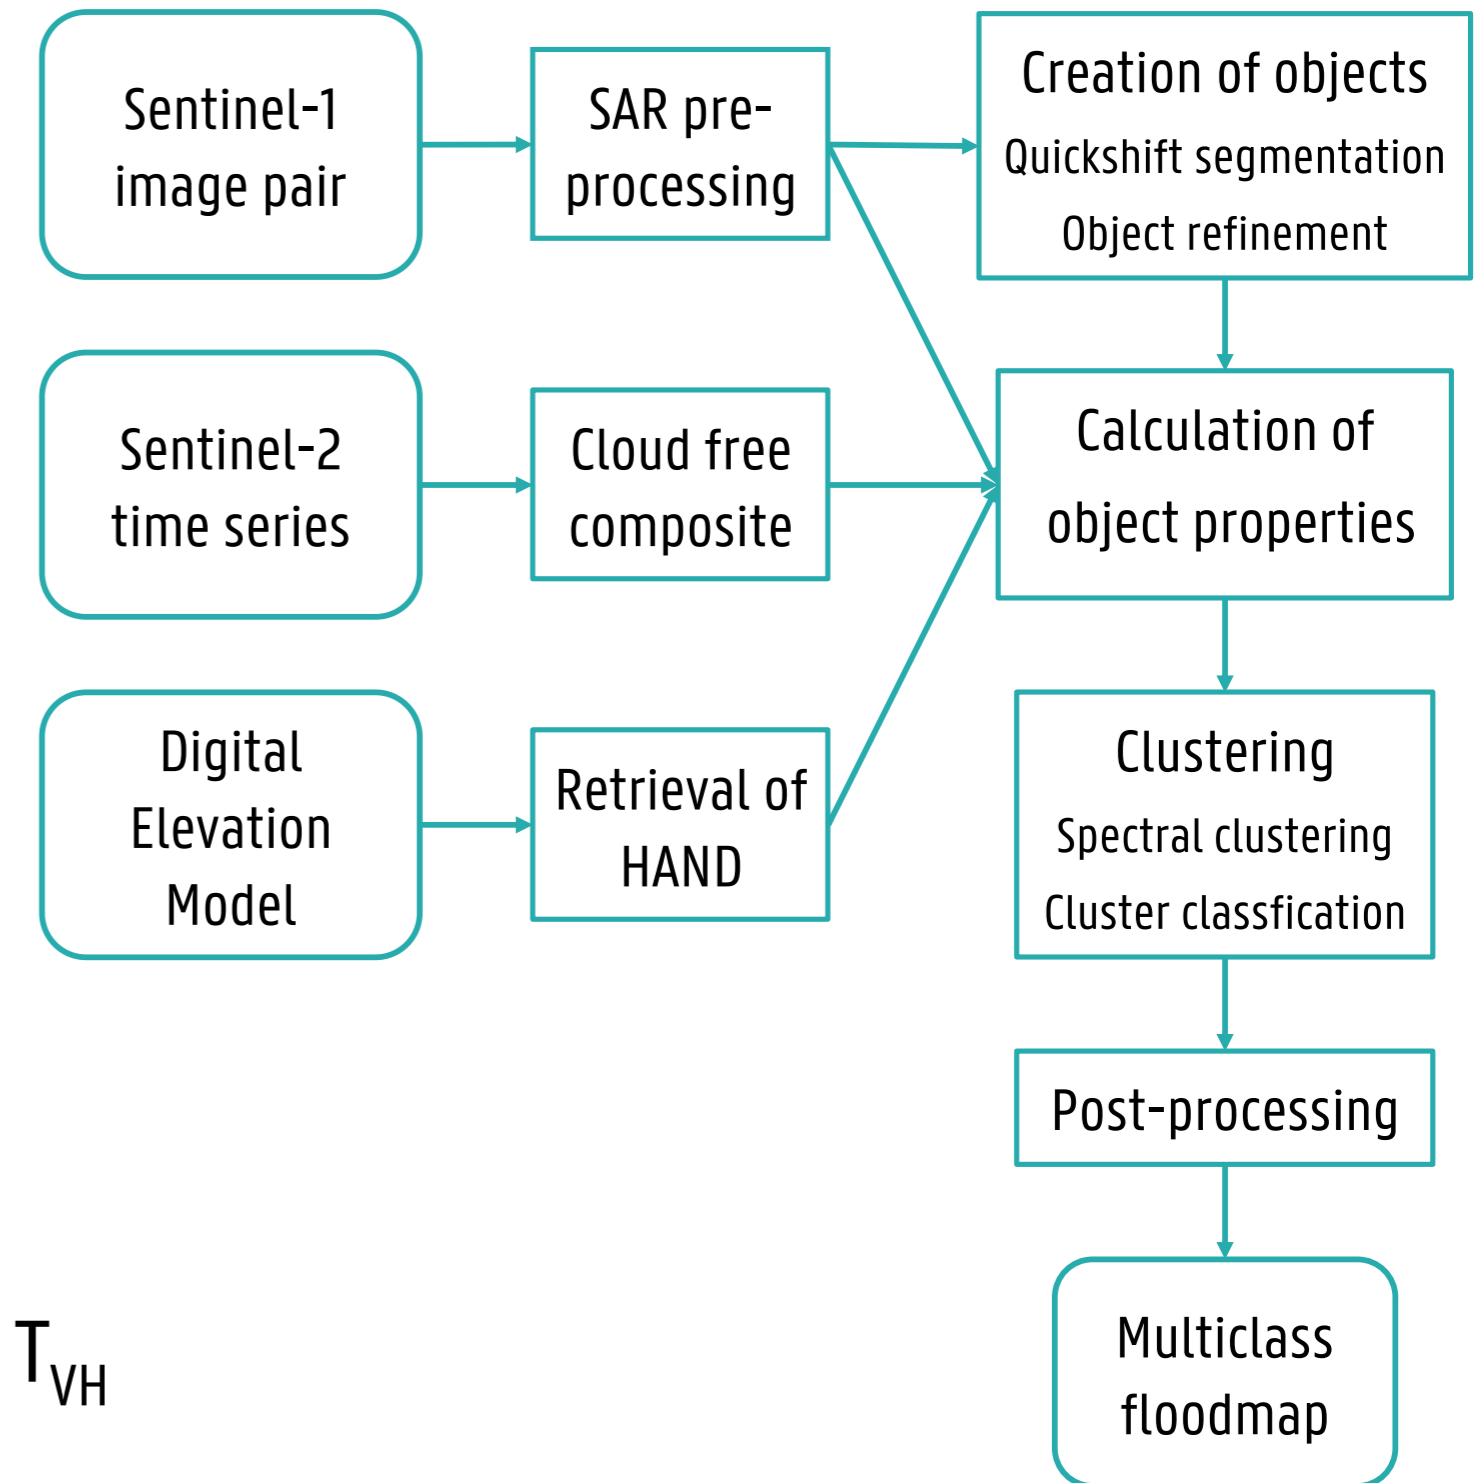 Sentinel-1
image pair
SAR pre-
processing
Creation of objects
Quickshift segmentation
Object refinement
Sentinel-2
time series
Cloud free
composite
Calculation of
object properties
Digital
Elevation
Model
Retrieval of
HAND
Clustering
Spectral clustering
Cluster classfication
Post-processing
Multiclass
floodmap
T_VH